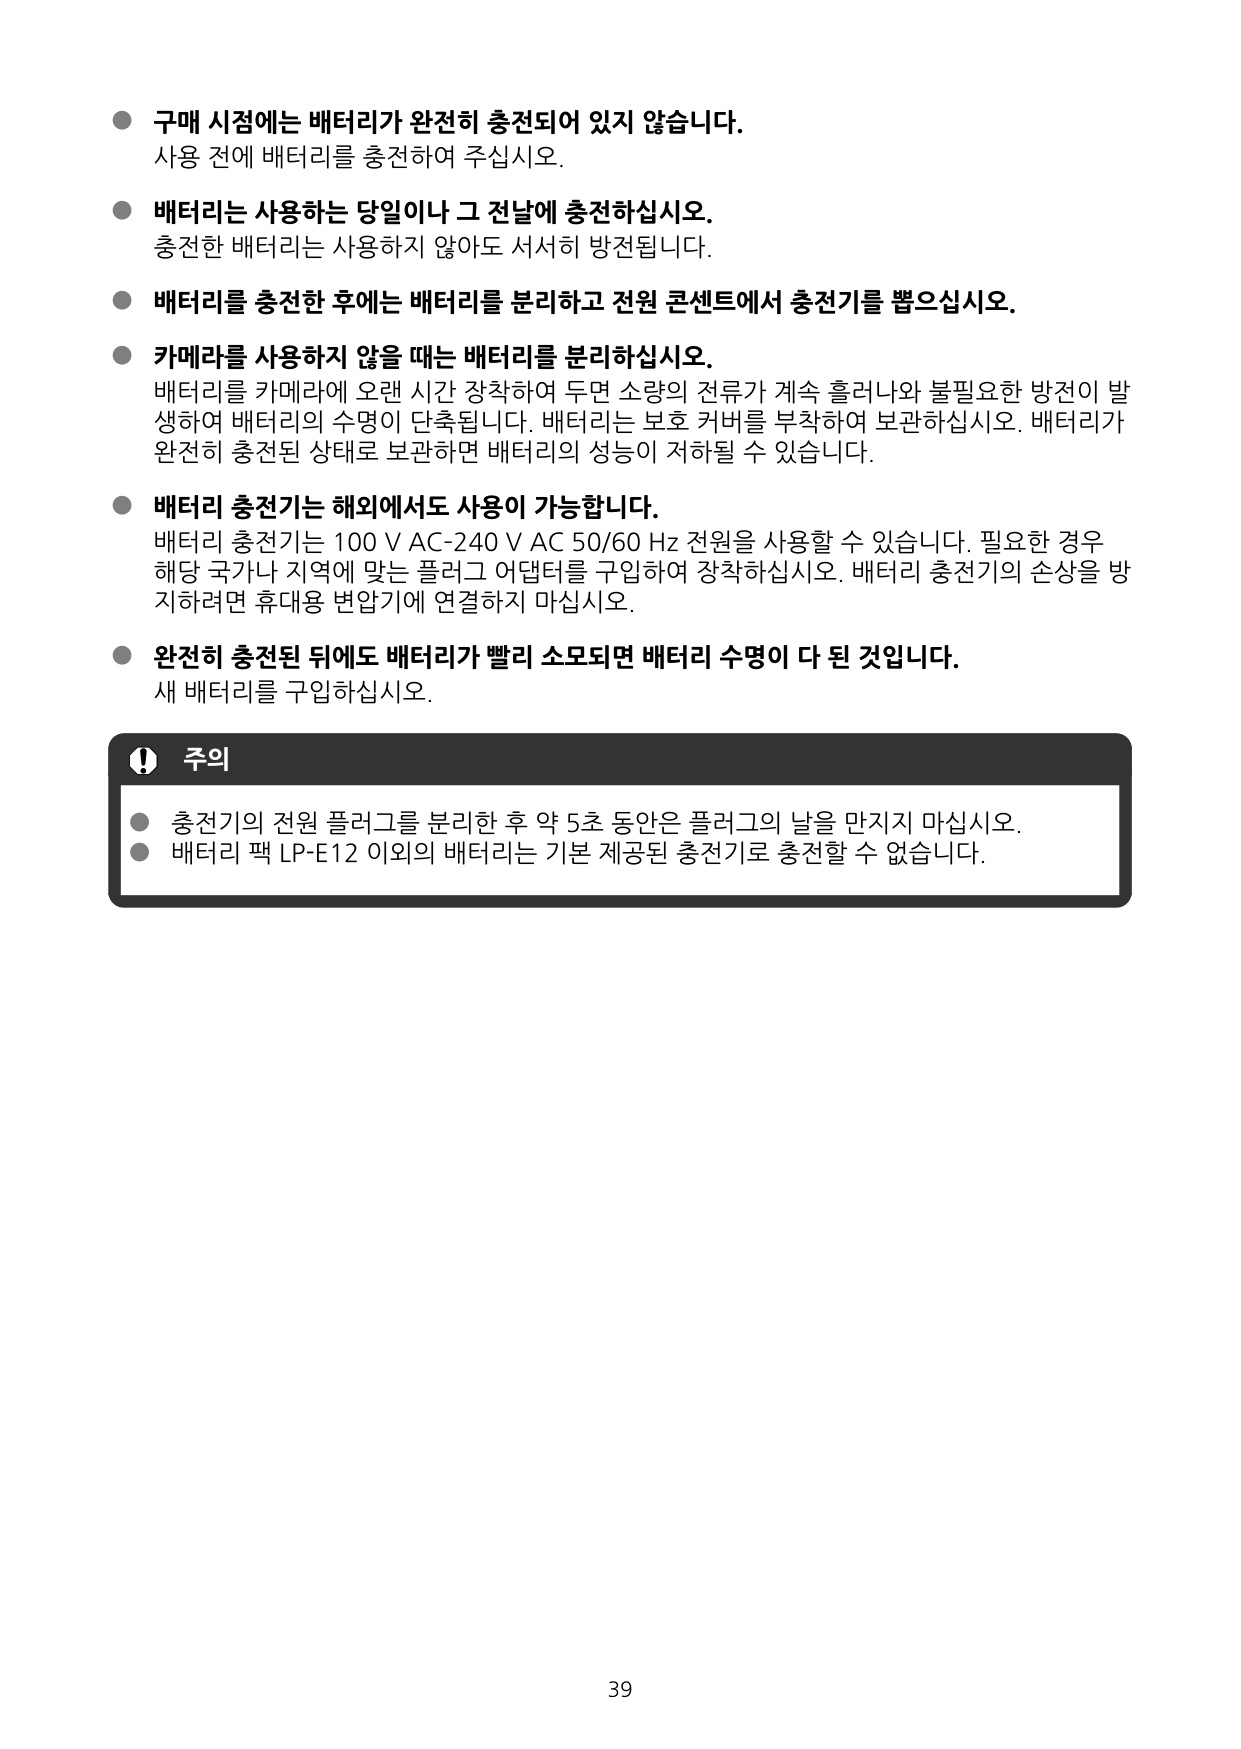 ● 구매 시점에는 배터리가 완전히 충전되어 있지 않습니다.
사용 전에 배터리를 충전하여 주십시오.
● 배터리는 사용하는 당일이나 그 전날에 충전하십시오.
충전한 배터리는 사용하지 않아도 서서히 방전됩니다.
● 배터리를 충전한 후에는 배터리를 분리하고 전원 콘센트에서 충전기를 뽑으십시오.
● 카메라를 사용하지 않을 때는 배터리를 분리하십시오.
배터리를 카메라에 오랜 시간 장착하여 두면 소량의 전류가 계속 흘러나와 불필요한 방전이 발
생하여 배터리의 수명이 단축됩니다. 배터리는 보호 커버를 부착하여 보관하십시오. 배터리가
완전히 충전된 상태로 보관하면 배터리의 성능이 저하될 수 있습니다.
● 배터리 충전기는 해외에서도 사용이 가능합니다.
배터리 충전기는 100 V AC-240 V AC 50/60 Hz 전원을 사용할 수 있습니다. 필요한 경우
해당 국가나 지역에 맞는 플러그 어댑터를 구입하여 장착하십시오. 배터리 충전기의 손상을 방
지하려면 휴대용 변압기에 연결하지 마십시오.
● 완전히 충전된 뒤에도 배터리가 빨리 소모되면 배터리 수명이 다 된 것입니다.
새 배터리를 구입하십시오.
주의
● 충전기의 전원 플러그를 분리한 후 약 5초 동안은 플러그의 날을 만지지 마십시오.
● 배터리 팩 LP-E12 이외의 배터리는 기본 제공된 충전기로 충전할 수 없습니다.
39